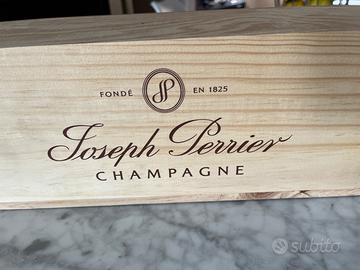 FONDÉ JP EN 1825
Joseph Perrier
CHAMPAGNE
subito